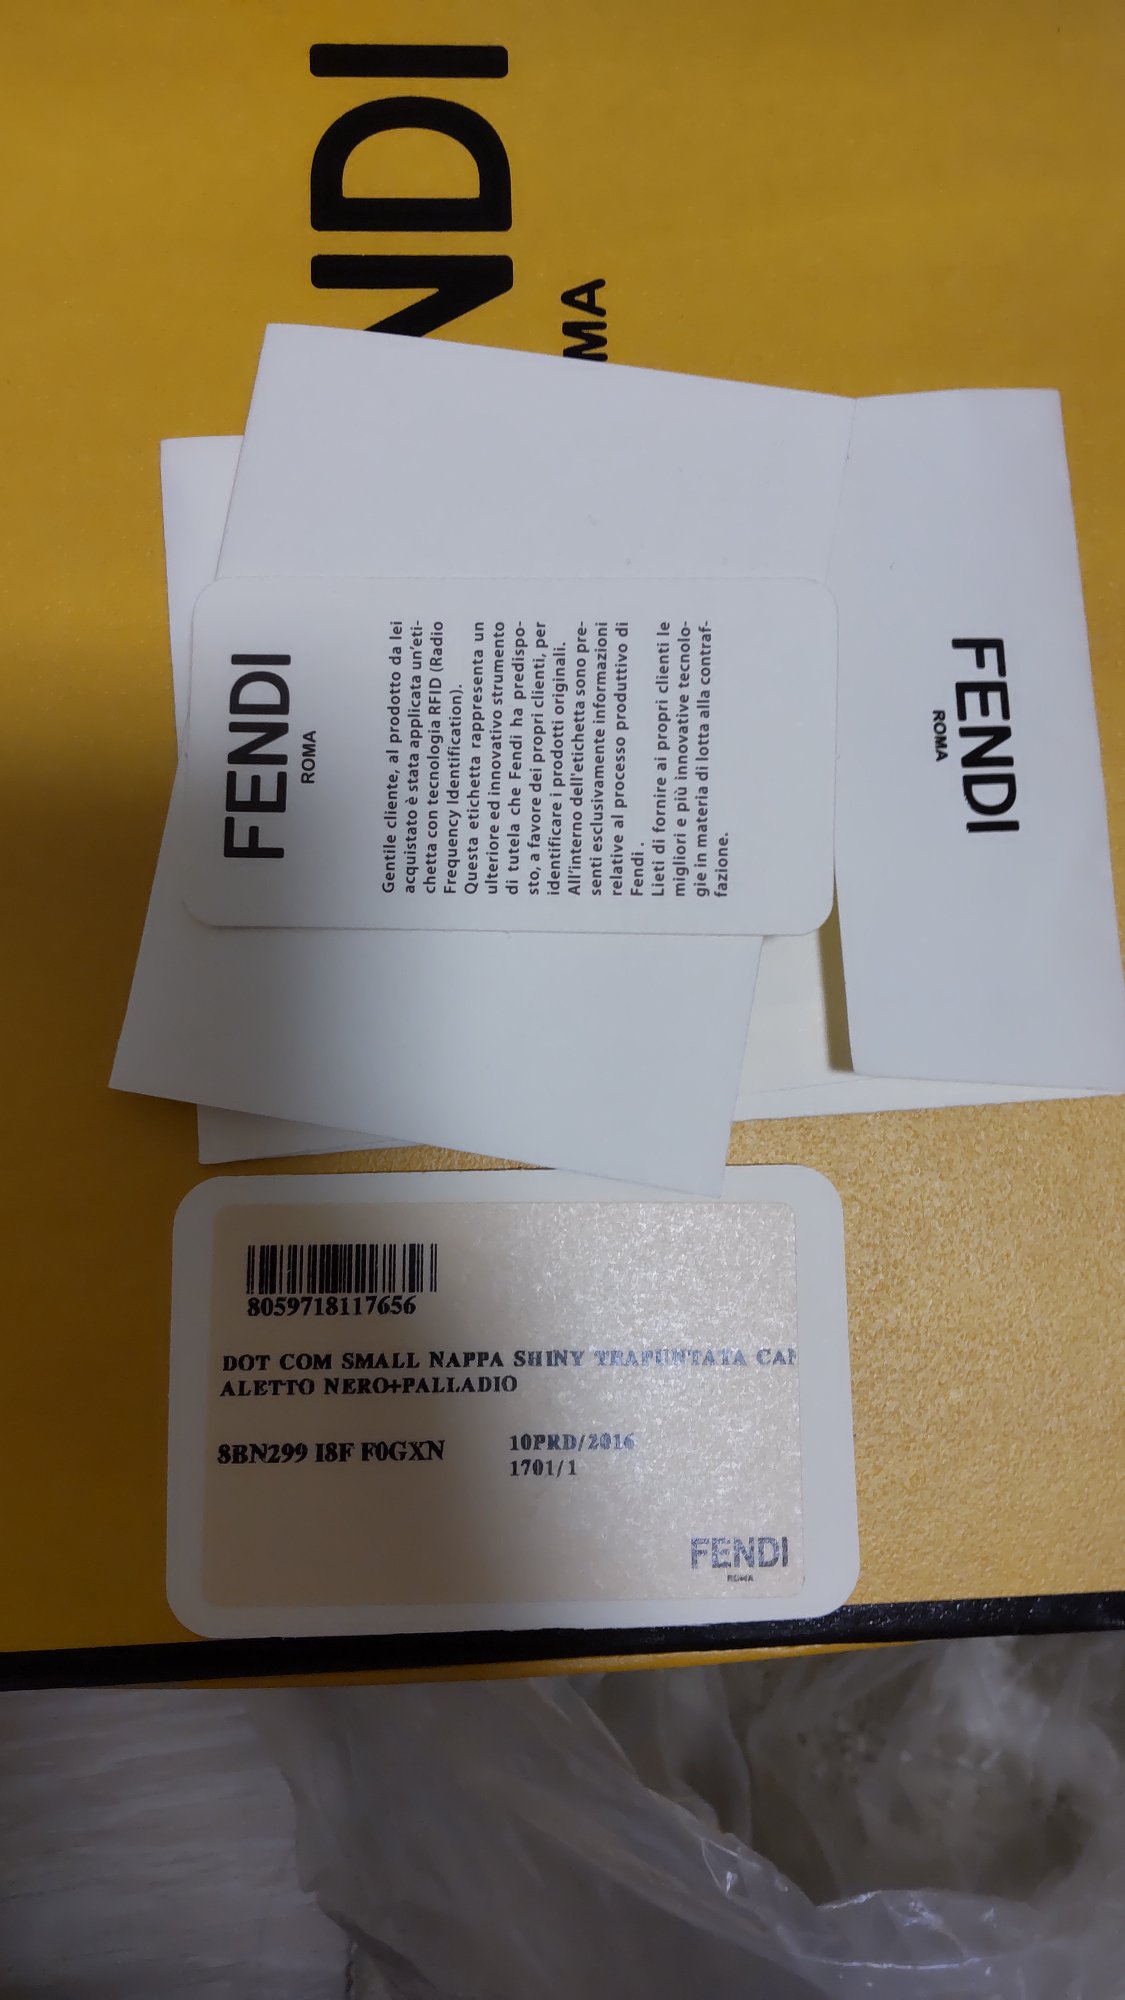 NDI
MA
FENDI
ROMA
Gentile cliente, al prodotto da lei
acquistato è stata applicata un'eti-
chetta con tecnologia RFID (Radio
Frequency Identification).
Questa etichetta rappresenta un
ulteriore ed innovativo strumento
di tutela che Fendi ha predispo-
sto, a favore dei propri clienti, per
identificare i prodotti originali.
All'interno dell'etichetta sono pre-
senti esclusivamente informazioni
relative al processo produttivo di
Fendi .
Lieti di fornire ai propri clienti le
migliori e più innovative tecnolo-
gie in materia di lotta alla contraf-
fazione.
FENDI
ROMA
8059718117656
DOT COM SMALL NAPPA SHINY TRAPUNTATA CAN
ALETTO NERO+PALLADIO
8BN299 I8F F0GXN
10PRD/2016
1701/1
FENDI
ROMA